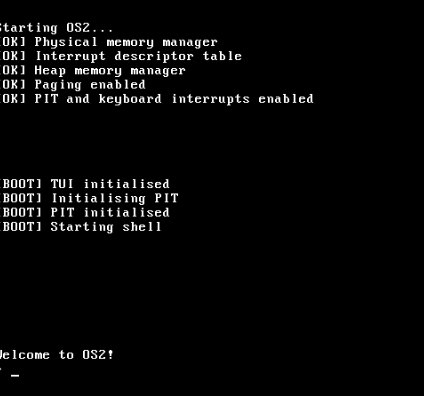 Starting OS2...
[OK] Physical memory manager
[OK] Interrupt descriptor table
[OK] Heap memory manager
[OK] Paging enabled
[OK] PIT and keyboard interrupts enabled
[BOOT] TUI initialised
[BOOT] Initialising PIT
[BOOT] PIT initialised
[BOOT] Starting shell
Welcome to OS2!